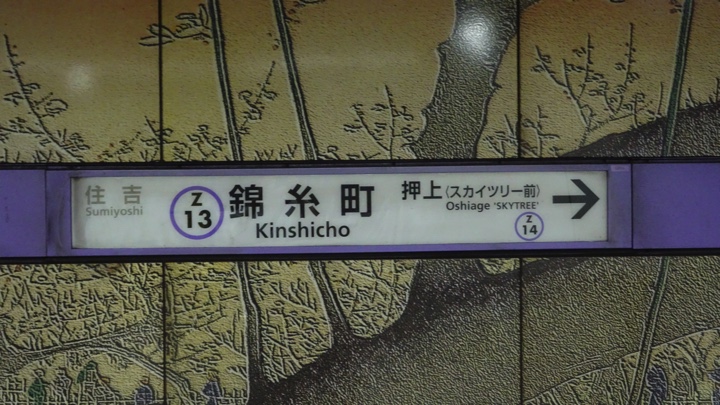 住吉
Sumiyoshi
Z
13
錦糸町
Kinshicho
押上(スカイツリー前)
Oshiage 'SKYTREE'
Z
14